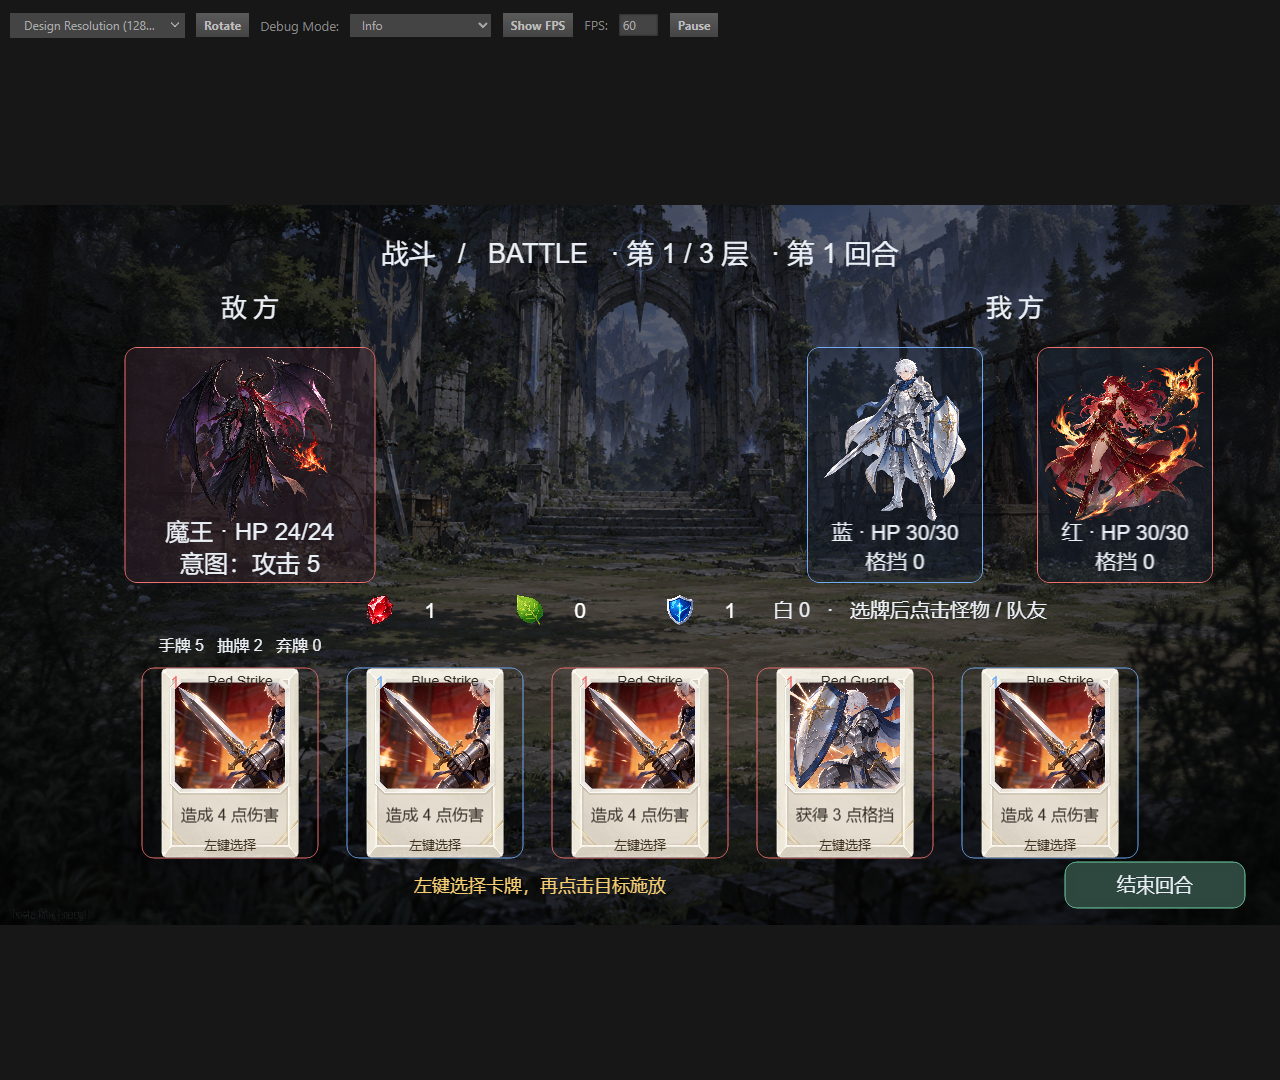 Design Resolution (128... Rotate Debug Mode: Info Show FPS FPS: 60 Pause
战斗 / BATTLE · 第 1 / 3 层 · 第 1 回合
敌 方
我 方
魔王 · HP 24/24
意图：攻击 5
蓝 · HP 30/30
格挡 0
红 · HP 30/30
格挡 0
1 0 1 白 0 · 选牌后点击怪物 / 队友
手牌 5 抽牌 2 弃牌 0
1 Red Strike
造成 4 点伤害
左键选择
1 Blue Strike
造成 4 点伤害
左键选择
1 Red Strike
造成 4 点伤害
左键选择
1 Red Guard
获得 3 点格挡
左键选择
1 Blue Strike
造成 4 点伤害
左键选择
左键选择卡牌，再点击目标施放
结束回合